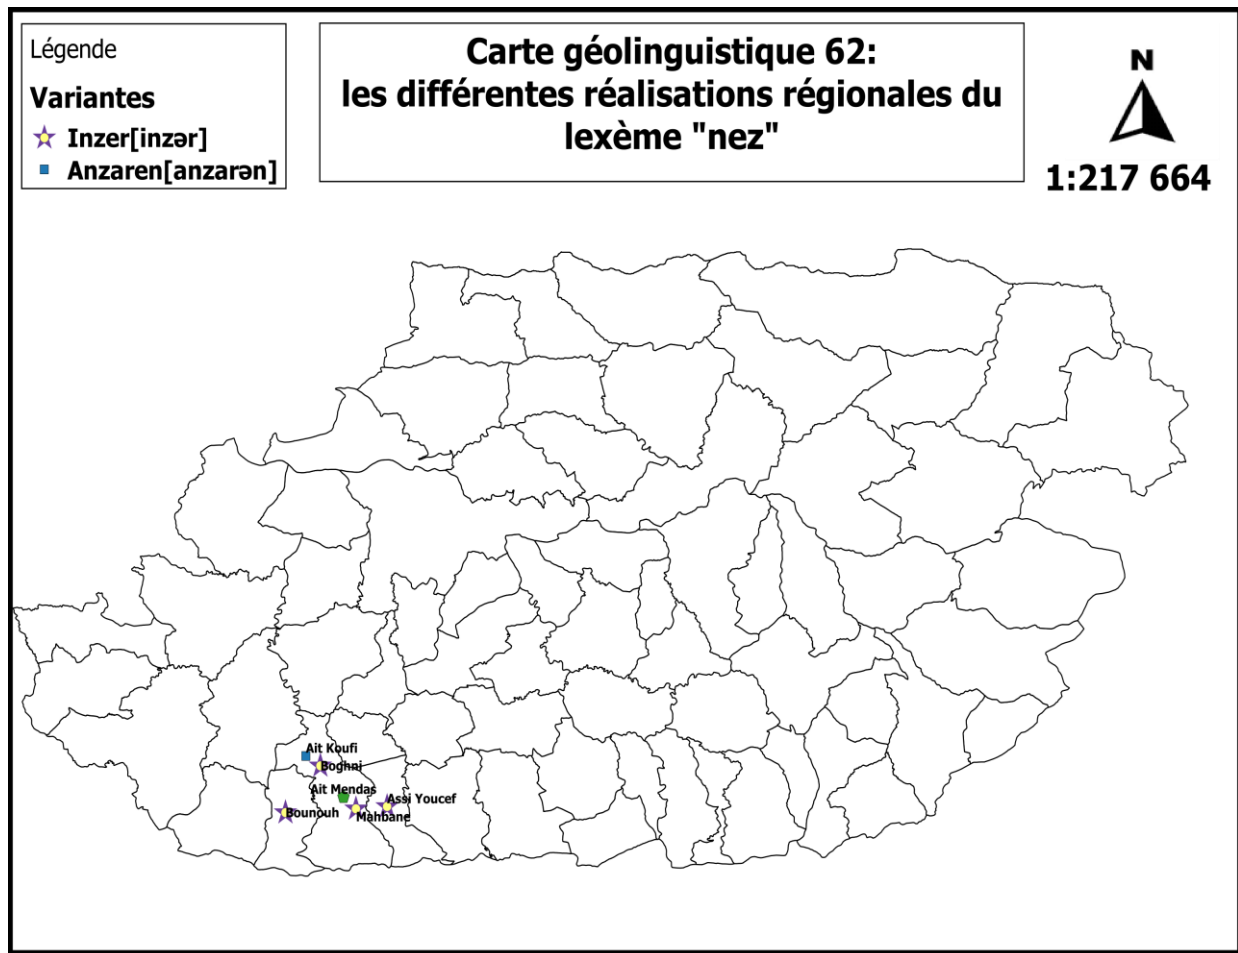 Légende
Variantes
Inzer[inzər]
Anzaren[anzarən]
Carte géolinguistique 62:
les différentes réalisations régionales du
lexème "nez"
N
1:217 664
Ait Koufi
Boghni
Ait Mendas
Assi Youcef
Bounouh
Mahbane